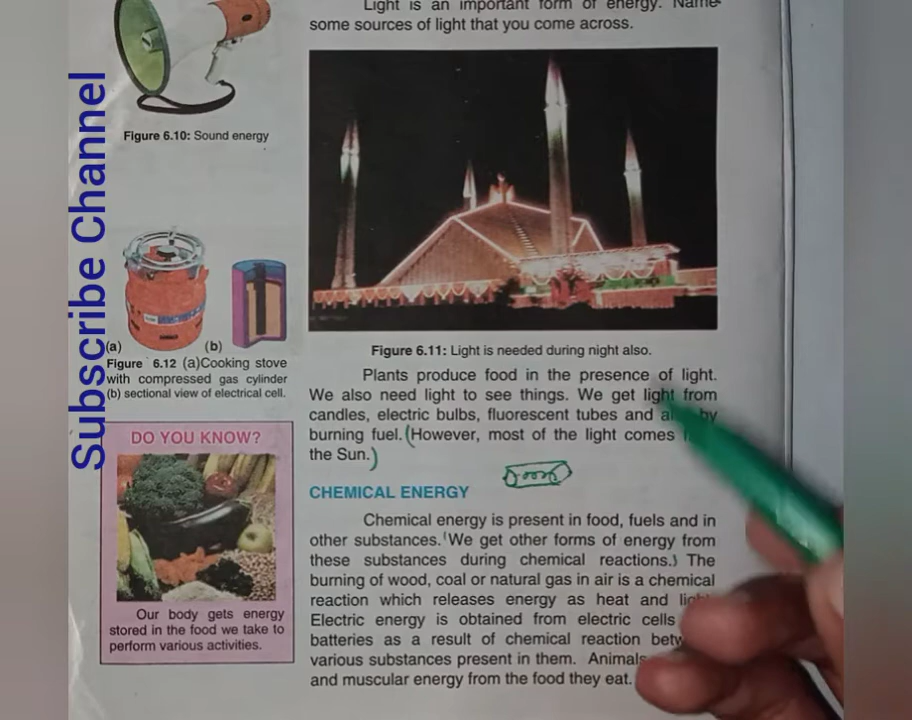 Subscribe Channel
Figure 6.10: Sound energy
(a)
(b)
Figure 6.12 (a)Cooking stove
with compressed gas cylinder
(b) sectional view of electrical cell.
DO YOU KNOW?
Our body gets energy
stored in the food we take to
perform various activities.
Light is an important form of energy. Name
some sources of light that you come across.
Figure 6.11: Light is needed during night also.
Plants produce food in the presence of light.
We also need light to see things. We get light from
candles, electric bulbs, fluorescent tubes and by
burning fuel. (However, most of the light comes
the Sun.)
CHEMICAL ENERGY
Chemical energy is present in food, fuels and in
other substances. (We get other forms of energy from
these substances during chemical reactions.) The
burning of wood, coal or natural gas in air is a chemical
reaction which releases energy as heat and
Electric energy is obtained from electric cells
batteries as a result of chemical reaction
various substances present in them. Animals
and muscular energy from the food they eat.